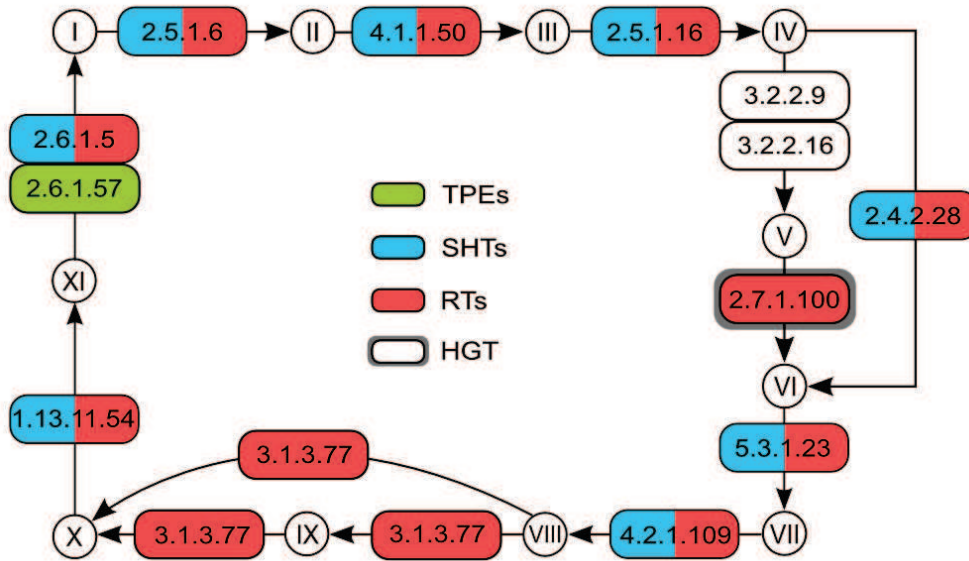 I 2.5.1.6 II 4.1.1.50 III 2.5.1.16 IV
3.2.2.9
2.6.1.5
3.2.2.16
2.6.1.57
TPEs
2.4.2.28
SHTs
V
XI
RTs
2.7.1.100
HGT
VI
1.13.11.54
5.3.1.23
3.1.3.77
X 3.1.3.77 IX 3.1.3.77 VIII 4.2.1.109 VII